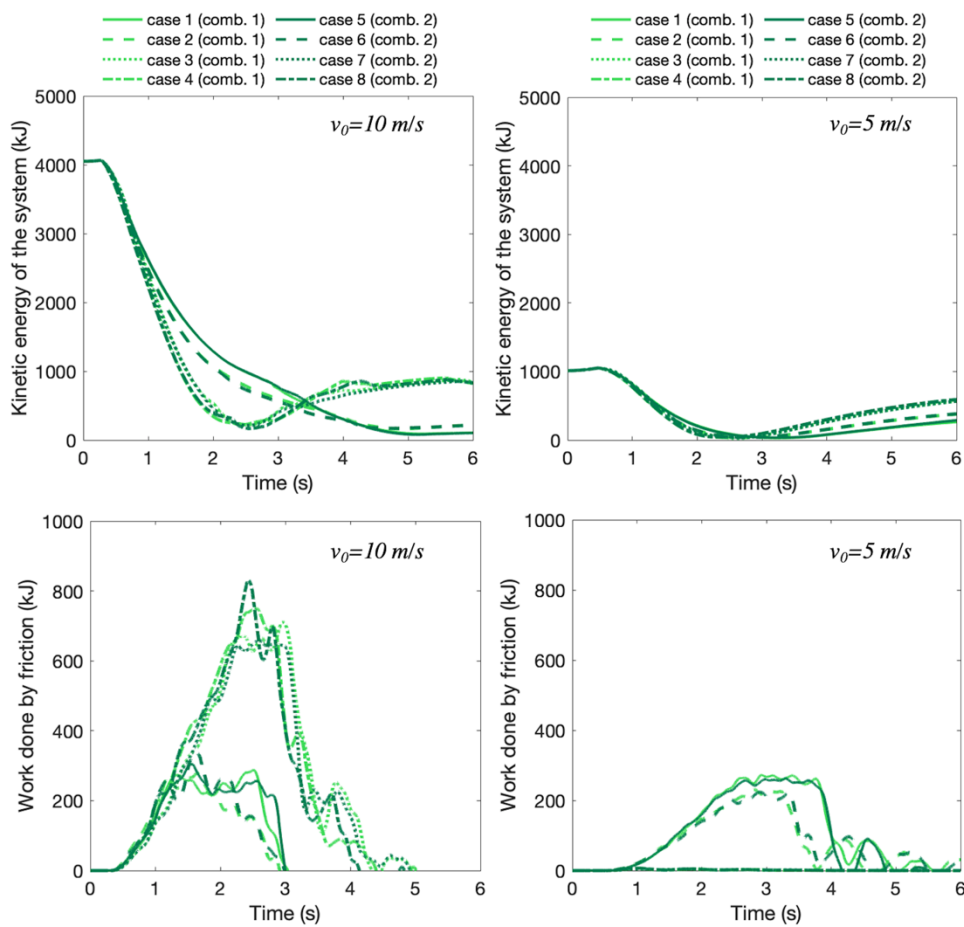 case 1 (comb. 1) case 5 (comb. 2)
case 2 (comb. 1) case 6 (comb. 2)
case 3 (comb. 1) case 7 (comb. 2)
case 4 (comb. 1) case 8 (comb. 2)
5000
4000
3000
2000
1000
0
Kinetic energy of the system (kJ)
v0=10 m/s
0 1 2 3 4 5 6
Time (s)
case 1 (comb. 1) case 5 (comb. 2)
case 2 (comb. 1) case 6 (comb. 2)
case 3 (comb. 1) case 7 (comb. 2)
case 4 (comb. 1) case 8 (comb. 2)
5000
4000
3000
2000
1000
0
Kinetic energy of the system (kJ)
v0=5 m/s
0 1 2 3 4 5 6
Time (s)
1000
800
600
400
200
0
Work done by friction (kJ)
v0=10 m/s
0 1 2 3 4 5 6
Time (s)
1000
800
600
400
200
0
Work done by friction (kJ)
v0=5 m/s
0 1 2 3 4 5 6
Time (s)